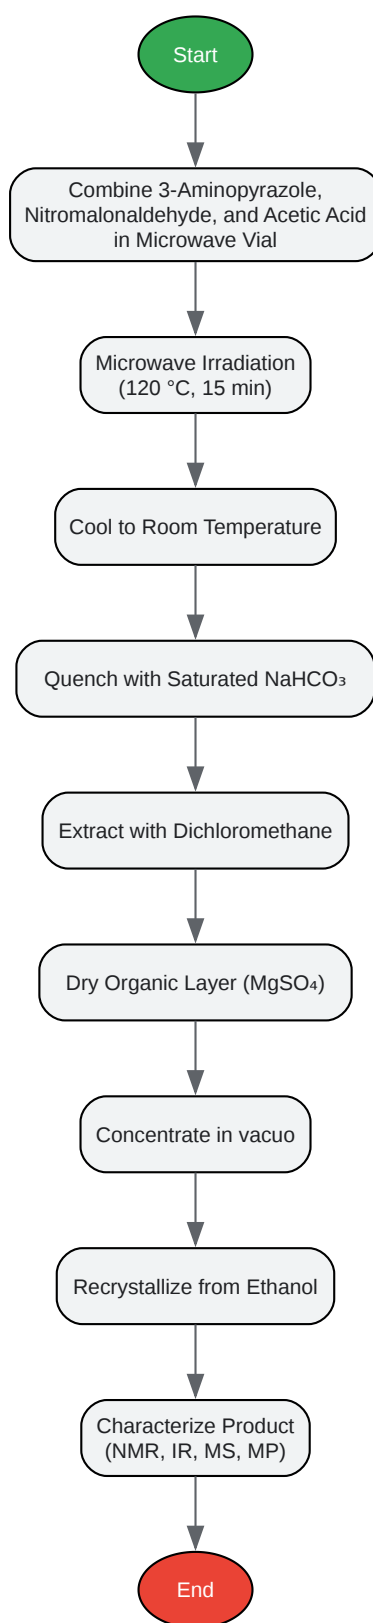 Start
Combine 3-Aminopyrazole,
Nitromalonaldehyde, and Acetic Acid
in Microwave Vial
Microwave Irradiation
(120 °C, 15 min)
Cool to Room Temperature
Quench with Saturated NaHCO₃
Extract with Dichloromethane
Dry Organic Layer (MgSO₄)
Concentrate in vacuo
Recrystallize from Ethanol
Characterize Product
(NMR, IR, MS, MP)
End